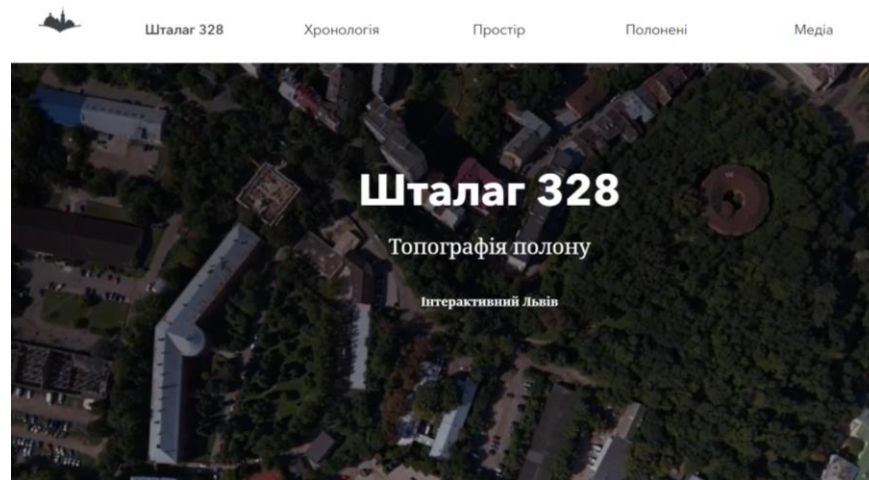 Шталаг 328
Хронологія
Простір
Полонені
Медіа
Шталаг 328
Топографія полону
Інтерактивний Львів